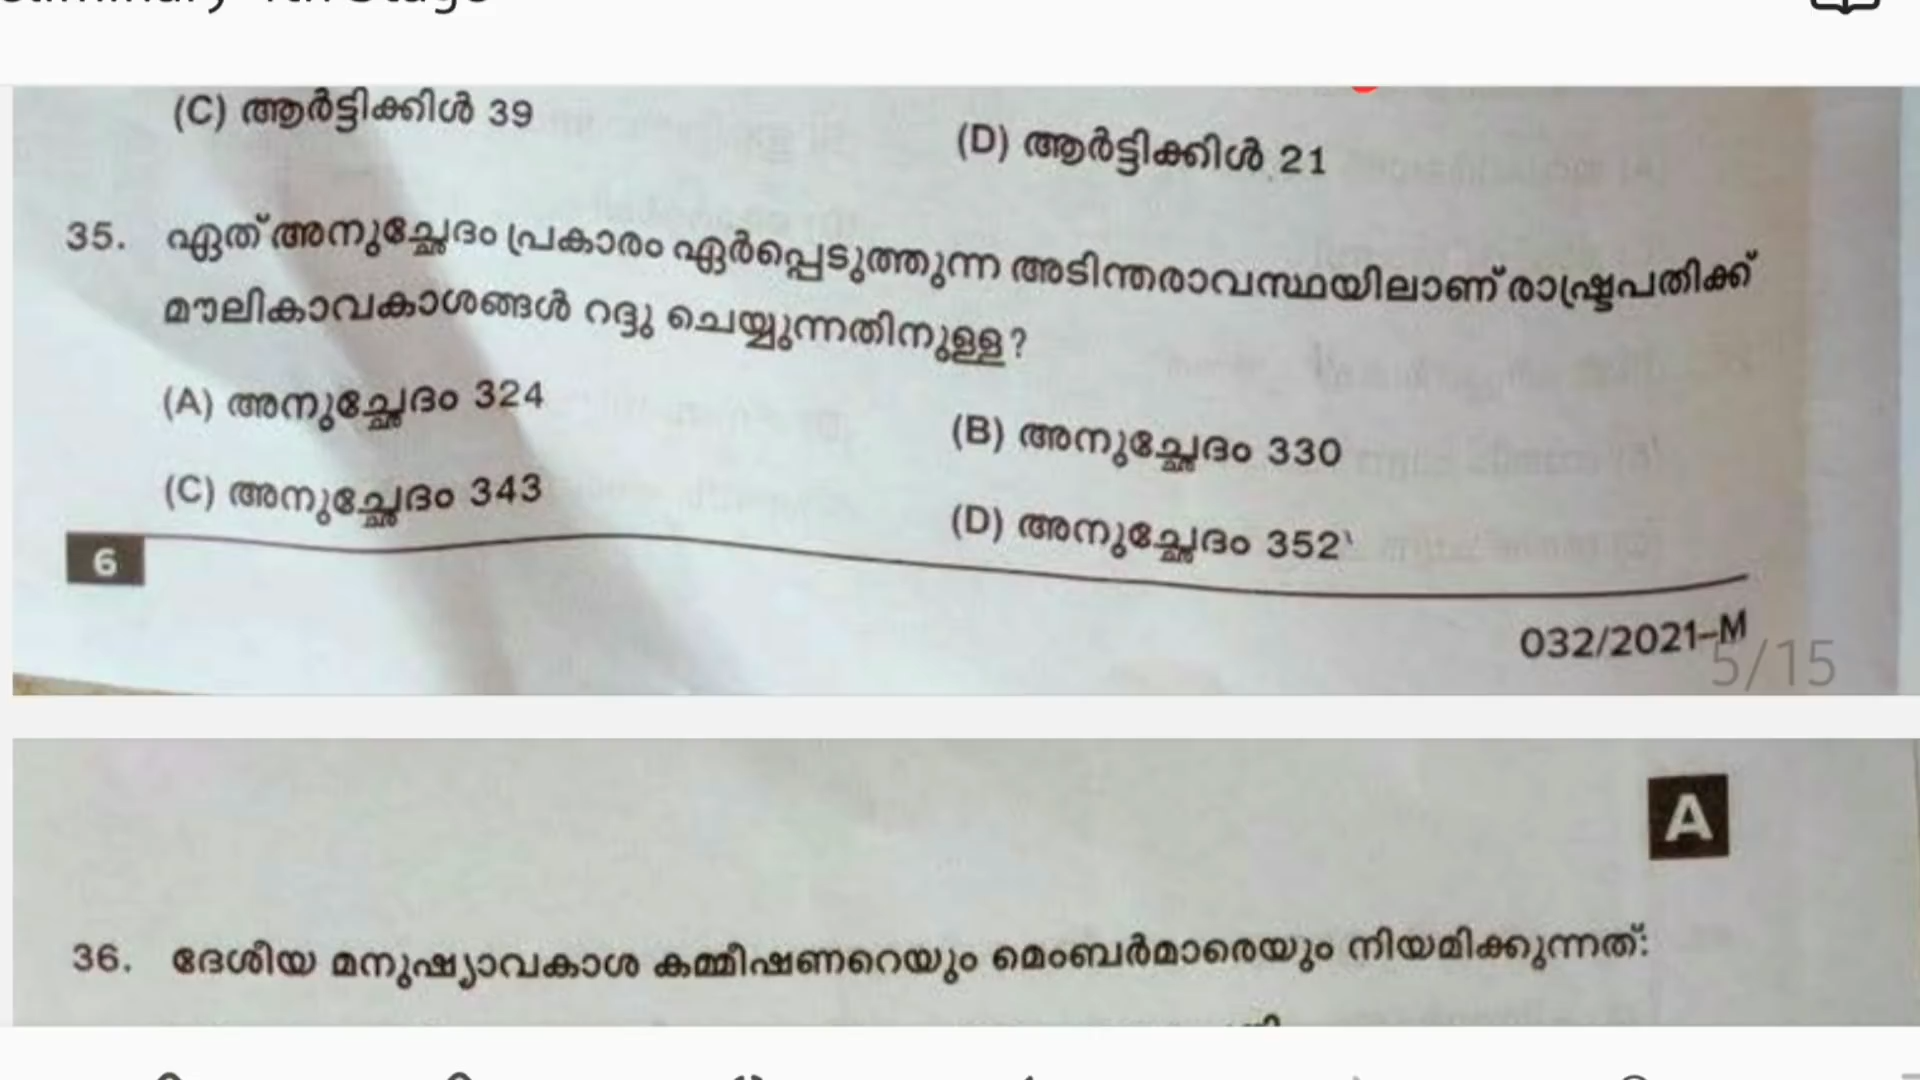 (C) ആർട്ടിക്കിൾ 39
(D) ആർട്ടിക്കിൾ 21
35. ഏത് അനുച്ഛേദം പ്രകാരം ഏർപ്പെടുത്തുന്ന അടിന്തരാവസ്ഥയിലാണ് രാഷ്ട്രപതിക്ക്
മൗലികാവകാശങ്ങൾ റദ്ദു ചെയ്യുന്നതിനുള്ള?
(A) അനുച്ഛേദം 324
(B) അനുച്ഛേദം 330
(C) അനുച്ഛേദം 343
(D) അനുച്ഛേദം 352
6
032/2021-M
5/15
A
36. ദേശീയ മനുഷ്യാവകാശ കമ്മീഷണറെയും മെംബർമാരെയും നിയമിക്കുന്നത്: